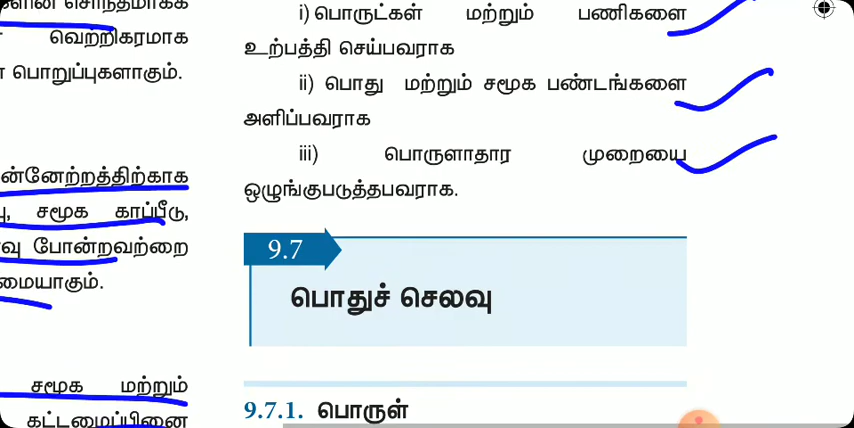 சொந்தமாகக்
வெற்றிகரமாக
பொறுப்புகளாகும்.
ன்னேற்றத்திற்காக
சமூக காப்பீடு,
வு போன்றவற்றை
மையாகும்.
சமூக மற்றும்
கட்டமைப்பினை
i) பொருட்கள் மற்றும் பணிகளை
உற்பத்தி செய்பவராக
ii) பொது மற்றும் சமூக பண்டங்களை
அளிப்பவராக
iii) பொருளாதார முறையை
ஒழுங்குபடுத்தபவராக.
9.7
பொதுச் செலவு
9.7.1. பொருள்